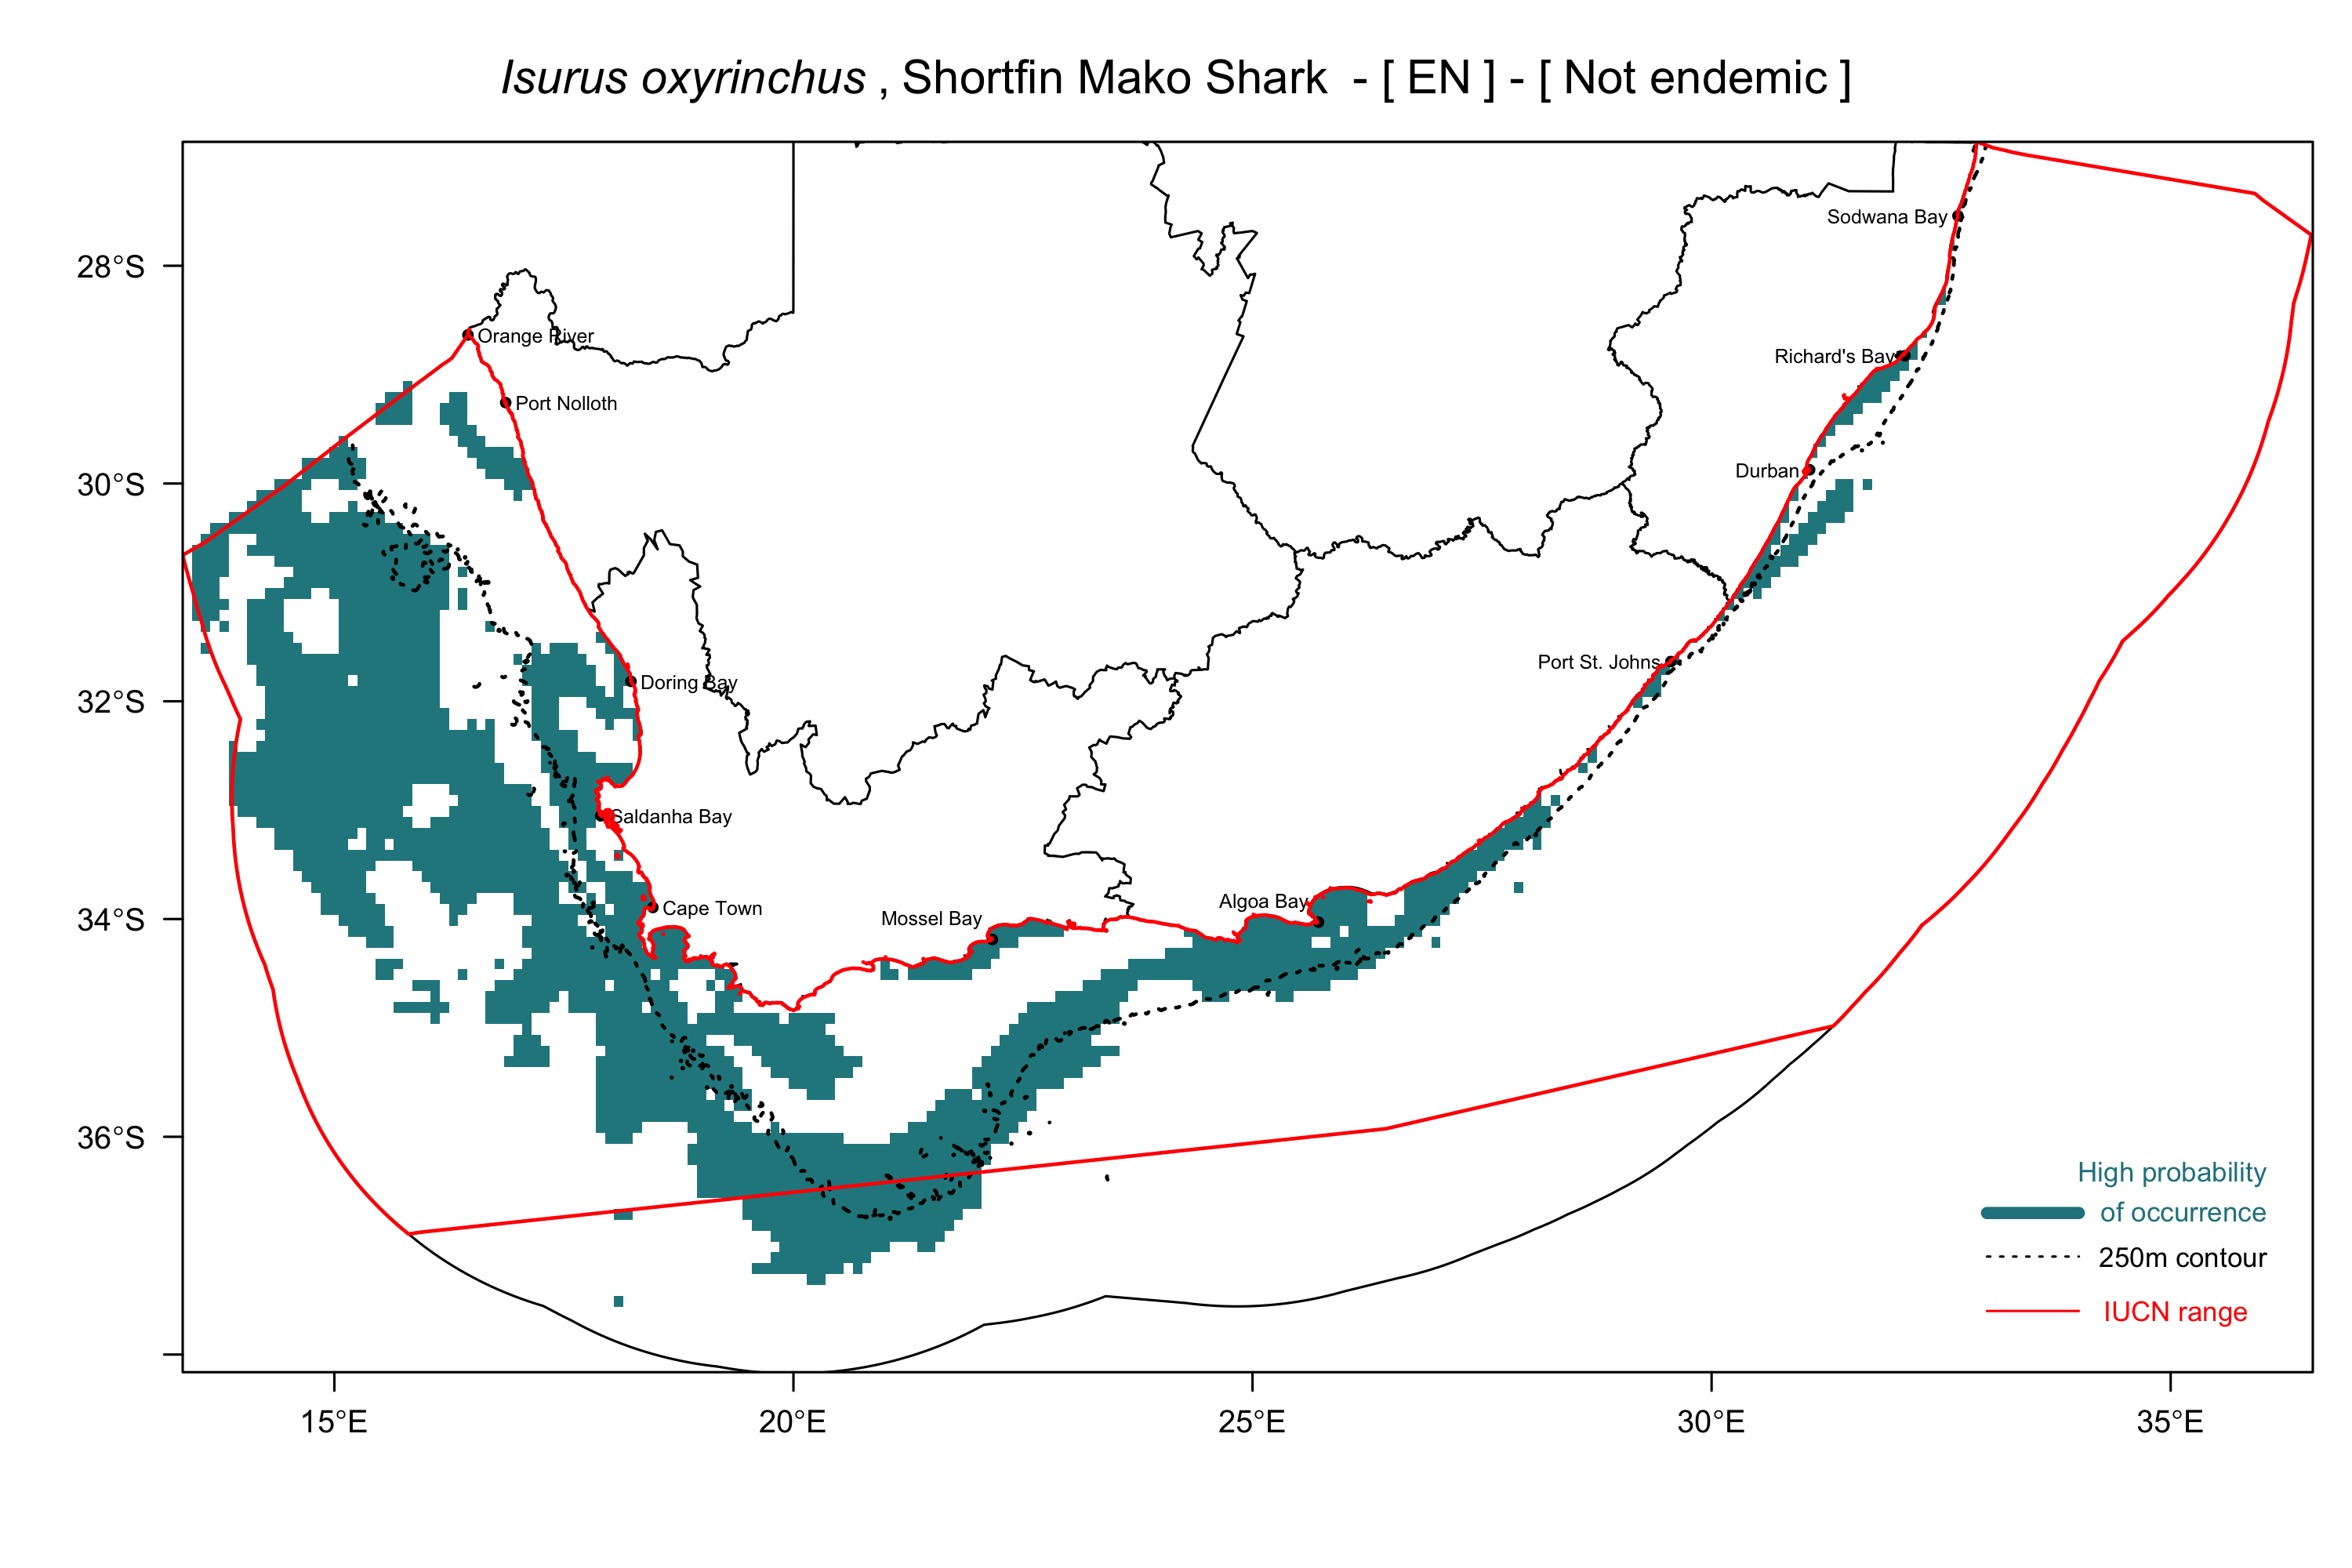 Isurus oxyrinchus , Shortfin Mako Shark - [ EN ] - [ Not endemic ]
Sodwana Bay
28°S
Orange River
Richard's Bay
Port Nolloth
Durban
30°S
Port St. Johns
Doring Bay
32°S
Saldanha Bay
Algoa Bay
Cape Town
Mossel Bay
34°S
36°S
High probability
of occurrence
250m contour
IUCN range
15°E
20°E
25°E
30°E
35°E